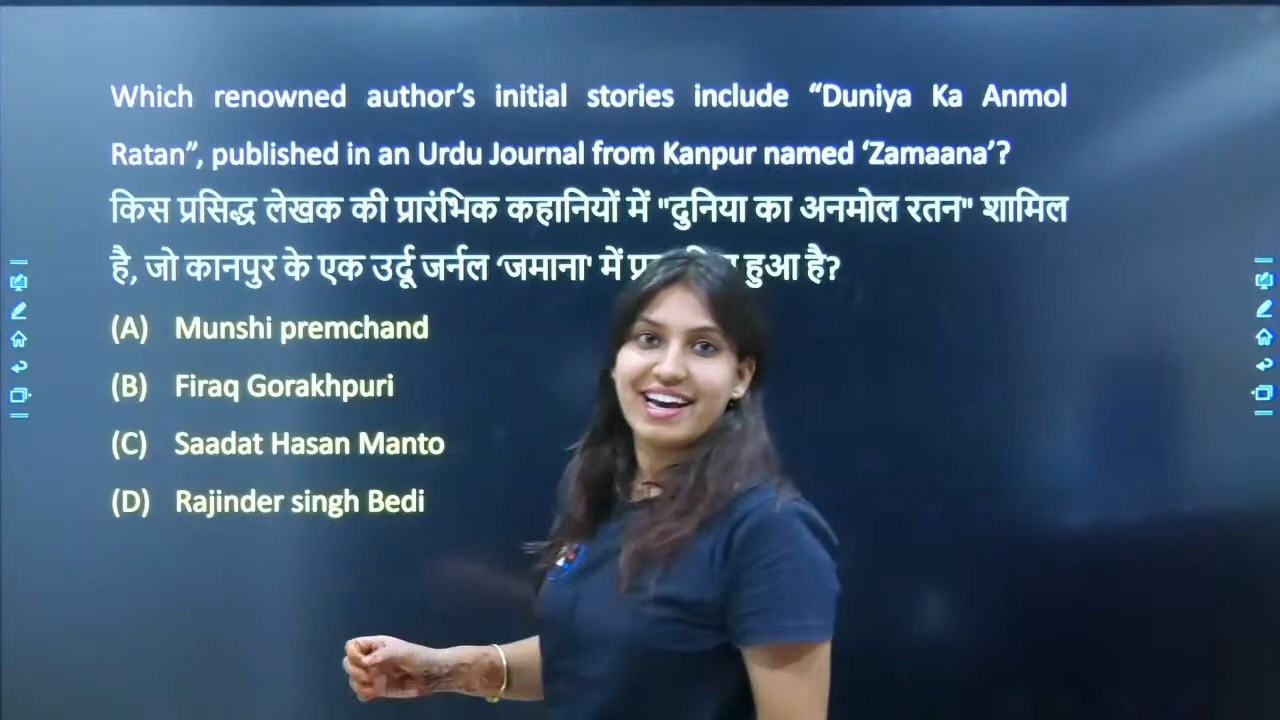 Which renowned author’s initial stories include “Duniya Ka Anmol
Ratan”, published in an Urdu Journal from Kanpur named ‘Zamaana’?
किस प्रसिद्ध लेखक की प्रारंभिक कहानियों में "दुनिया का अनमोल रतन" शामिल
है, जो कानपुर के एक उर्दू जर्नल ‘जमाना' में हुआ है?
(A) Munshi premchand
(B) Firaq Gorakhpuri
(C) Saadat Hasan Manto
(D) Rajinder singh Bedi